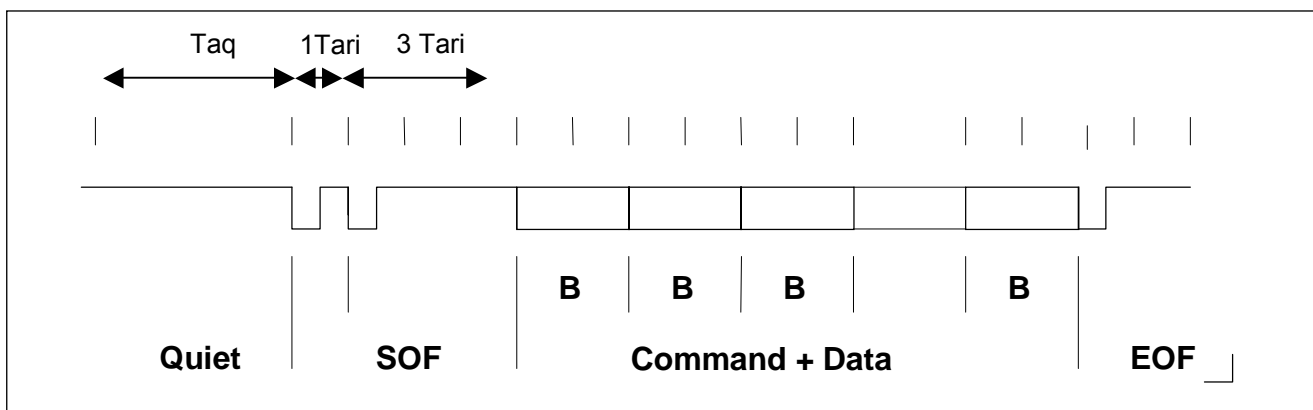 Taq 1Tari 3 Tari
B B B B
Quiet SOF Command + Data EOF